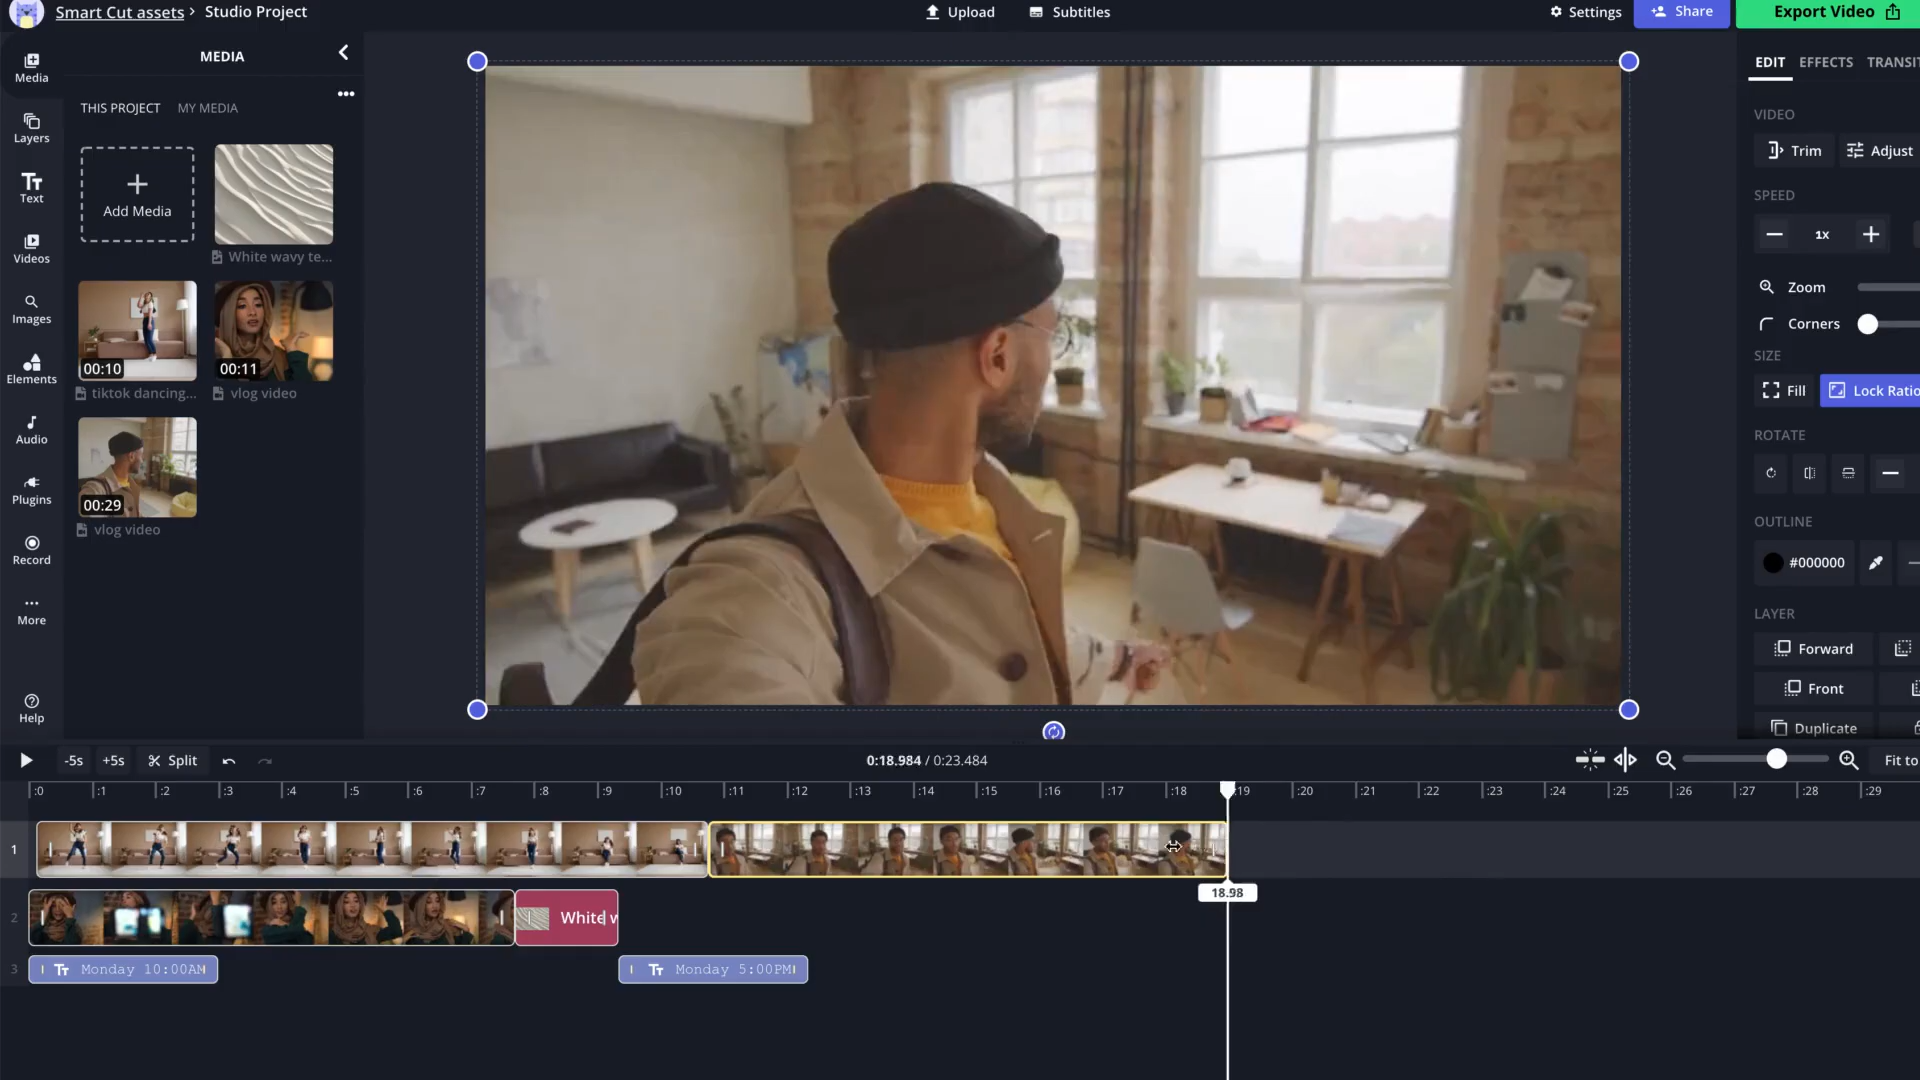 Smart Cut assets > Studio Project
Upload
Subtitles
Settings
Share
Export Video
Media
Layers
Text
Videos
Images
Elements
Audio
Plugins
Record
More
Help
MEDIA
THIS PROJECT MY MEDIA
Add Media
White wavy te...
00:10
tiktok dancing...
00:11
vlog video
00:29
vlog video
EDIT EFFECTS TRANSIT
VIDEO
Trim
Adjust
SPEED
1x
Zoom
Corners
SIZE
Fill
Lock Ratio
ROTATE
OUTLINE
#000000
LAYER
Forward
Front
Duplicate
-5s +5s Split
0:18.984 / 0:23.484
Fit to
:0 :1 :2 :3 :4 :5 :6 :7 :8 :9 :10 :11 :12 :13 :14 :15 :16 :17 :18 :19 :20 :21 :22 :23 :24 :25 :26 :27 :28 :29
1
18.98
2
White w
3
Monday 10:00AM
Monday 5:00PM